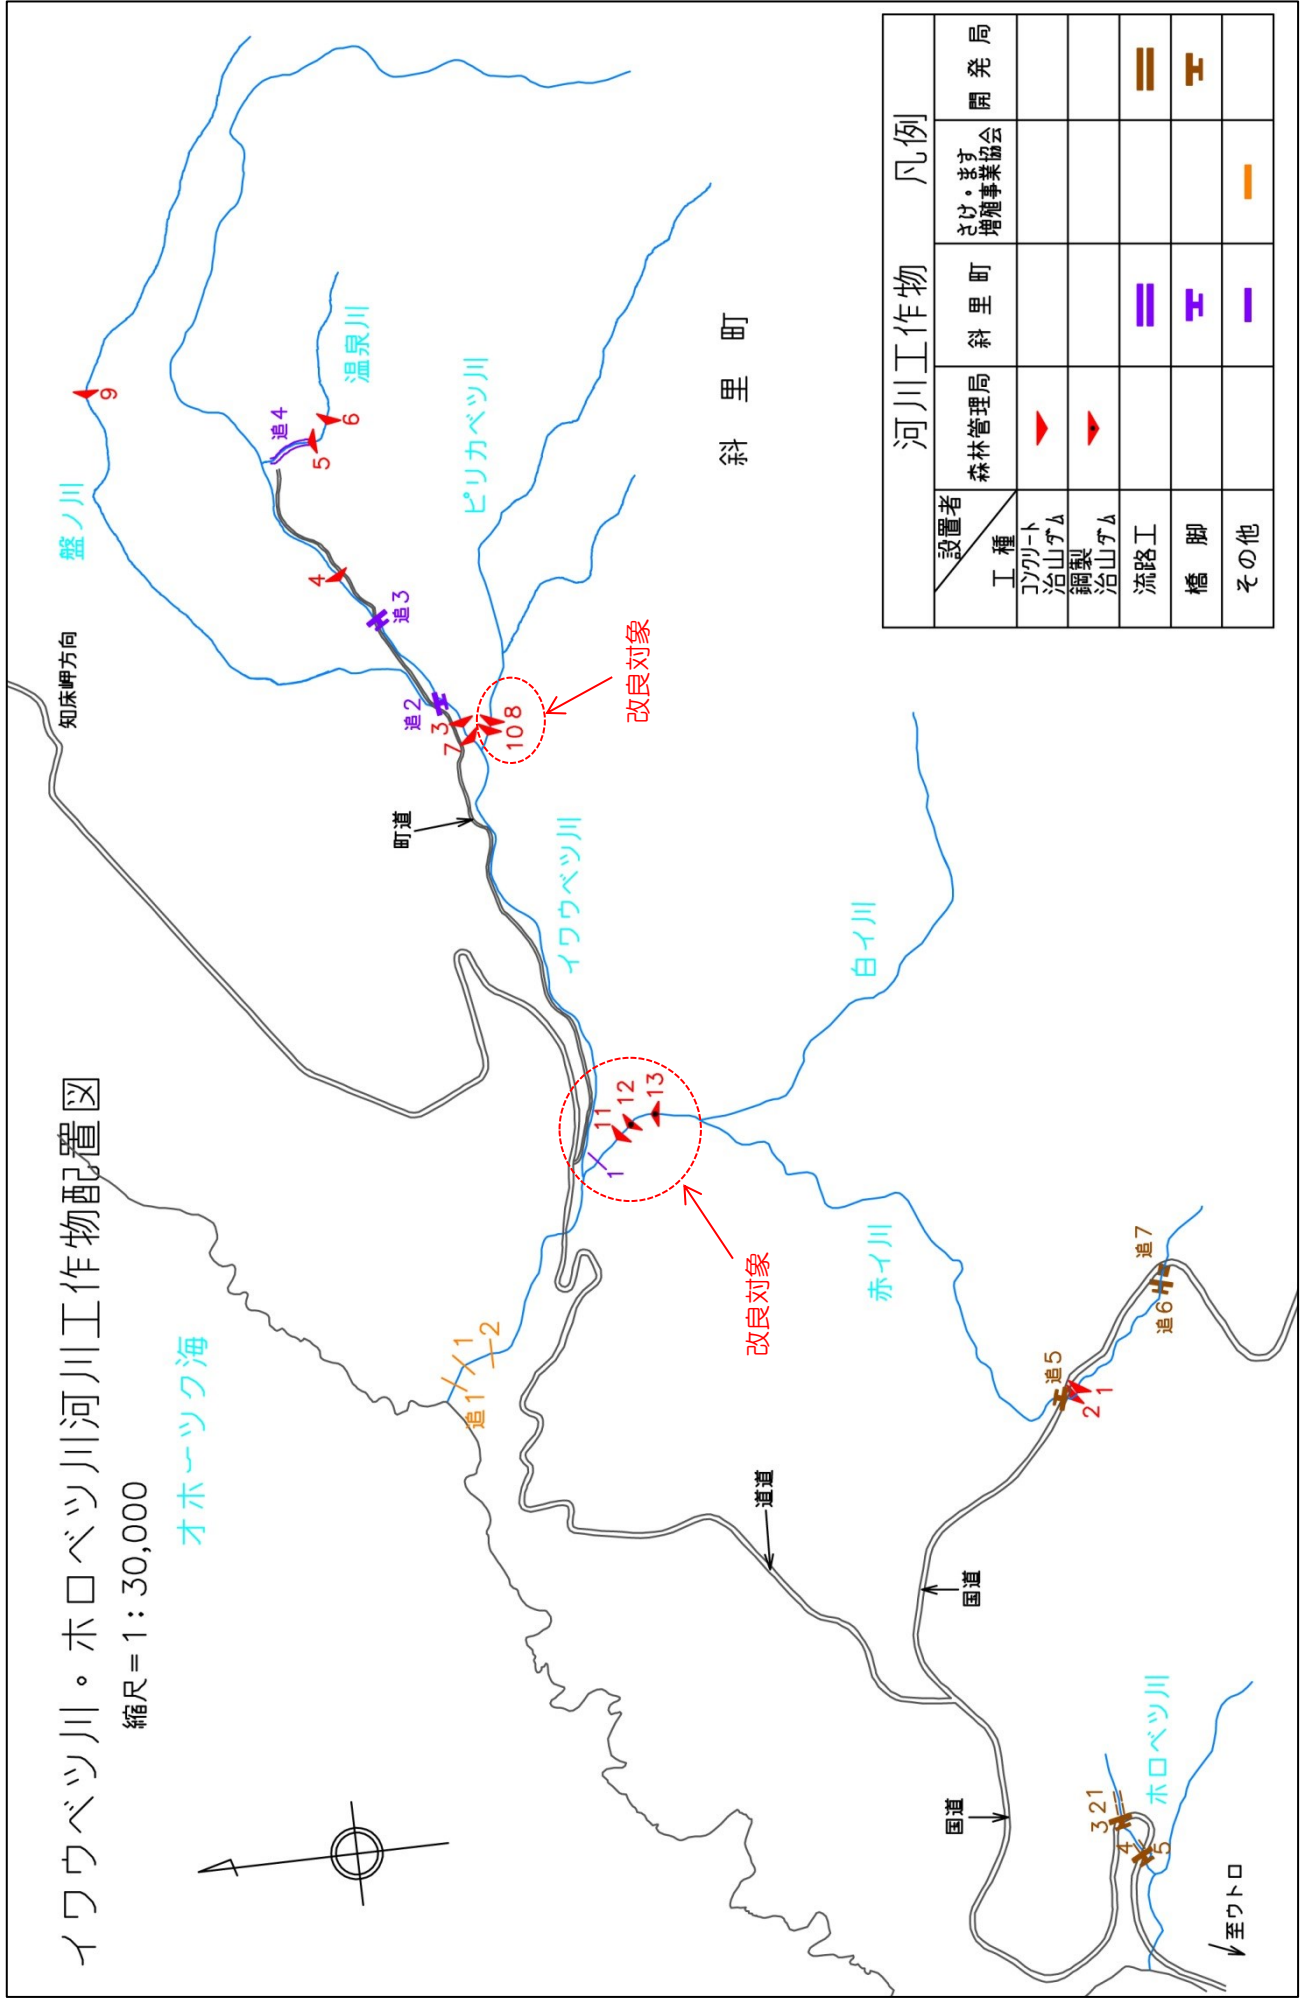 イワウベツ川・ホロベツ川河川工作物配置図
縮尺＝1：30,000
オホーツク海
知床岬方向
盤ノ川
9
追4
温泉川
5
6
4
追3
ピリカベツ川
追2
3
7
8
10
改良対象
町道
イワウベツ川
斜里町
白イ川
11
12
13
1
改良対象
赤イ川
追1
1
2
追7
追6
追5
2
1
道道
国道
国道
ホロベツ川
3 2 1
4
5
至ウトロ
河川工作物 凡例
設置者
工種
森林管理局
斜里町
さけ・ます
増殖事業協会
開発局
コンクリート
治山ダム
鋼製
治山ダム
流路工
橋脚
その他